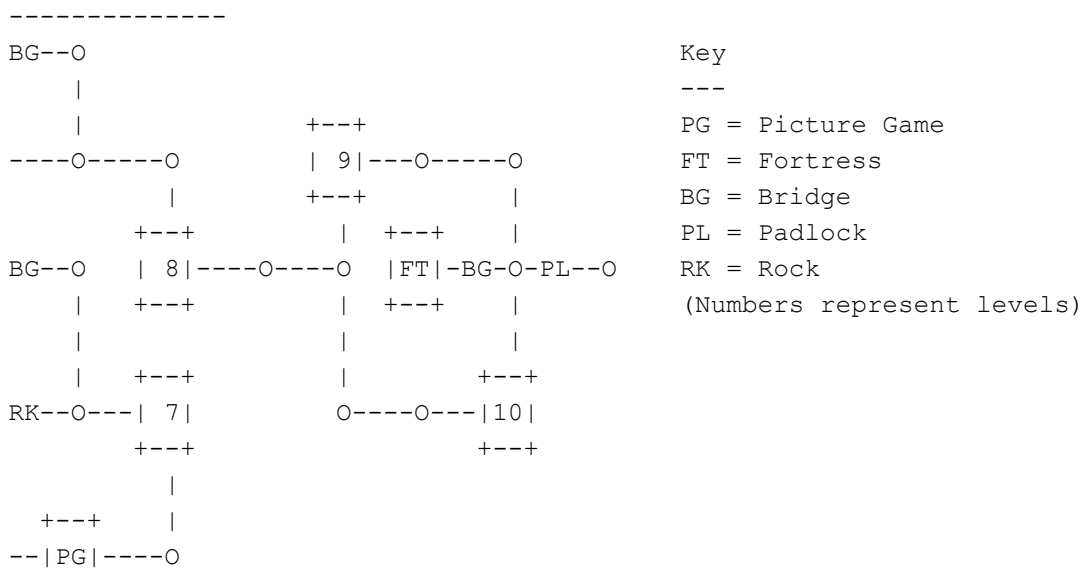 --------------
BG--O                                      Key
    |                                      ---
    |              +--+                    PG = Picture Game
----O-----O        | 9|---O-----O          FT = Fortress
          |        +--+         |          BG = Bridge
        +--+         |  +--+    |          PL = Padlock
BG--O   | 8|----O----O  |FT|-BG-O-PL--O    RK = Rock
    |   +--+         |  +--+    |          (Numbers represent levels)
    |                |          |
    |   +--+         |        +--+
RK--O---| 7|         O----O---|10|
        +--+                  +--+
          |
  +--+    |
--|PG|----O